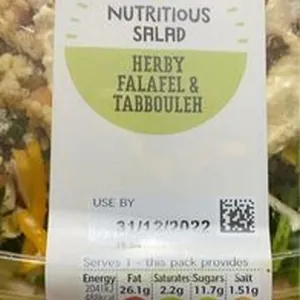 NUTRITIOUS
SALAD
HERBY
FALAFEL &
TABBOULEH
USE BY
31/12/2022
Serves 1 - this pack provides
Energy Fat Saturates Sugars Salt
2041kJ 26.1g 2.2g 11.7g 1.51g